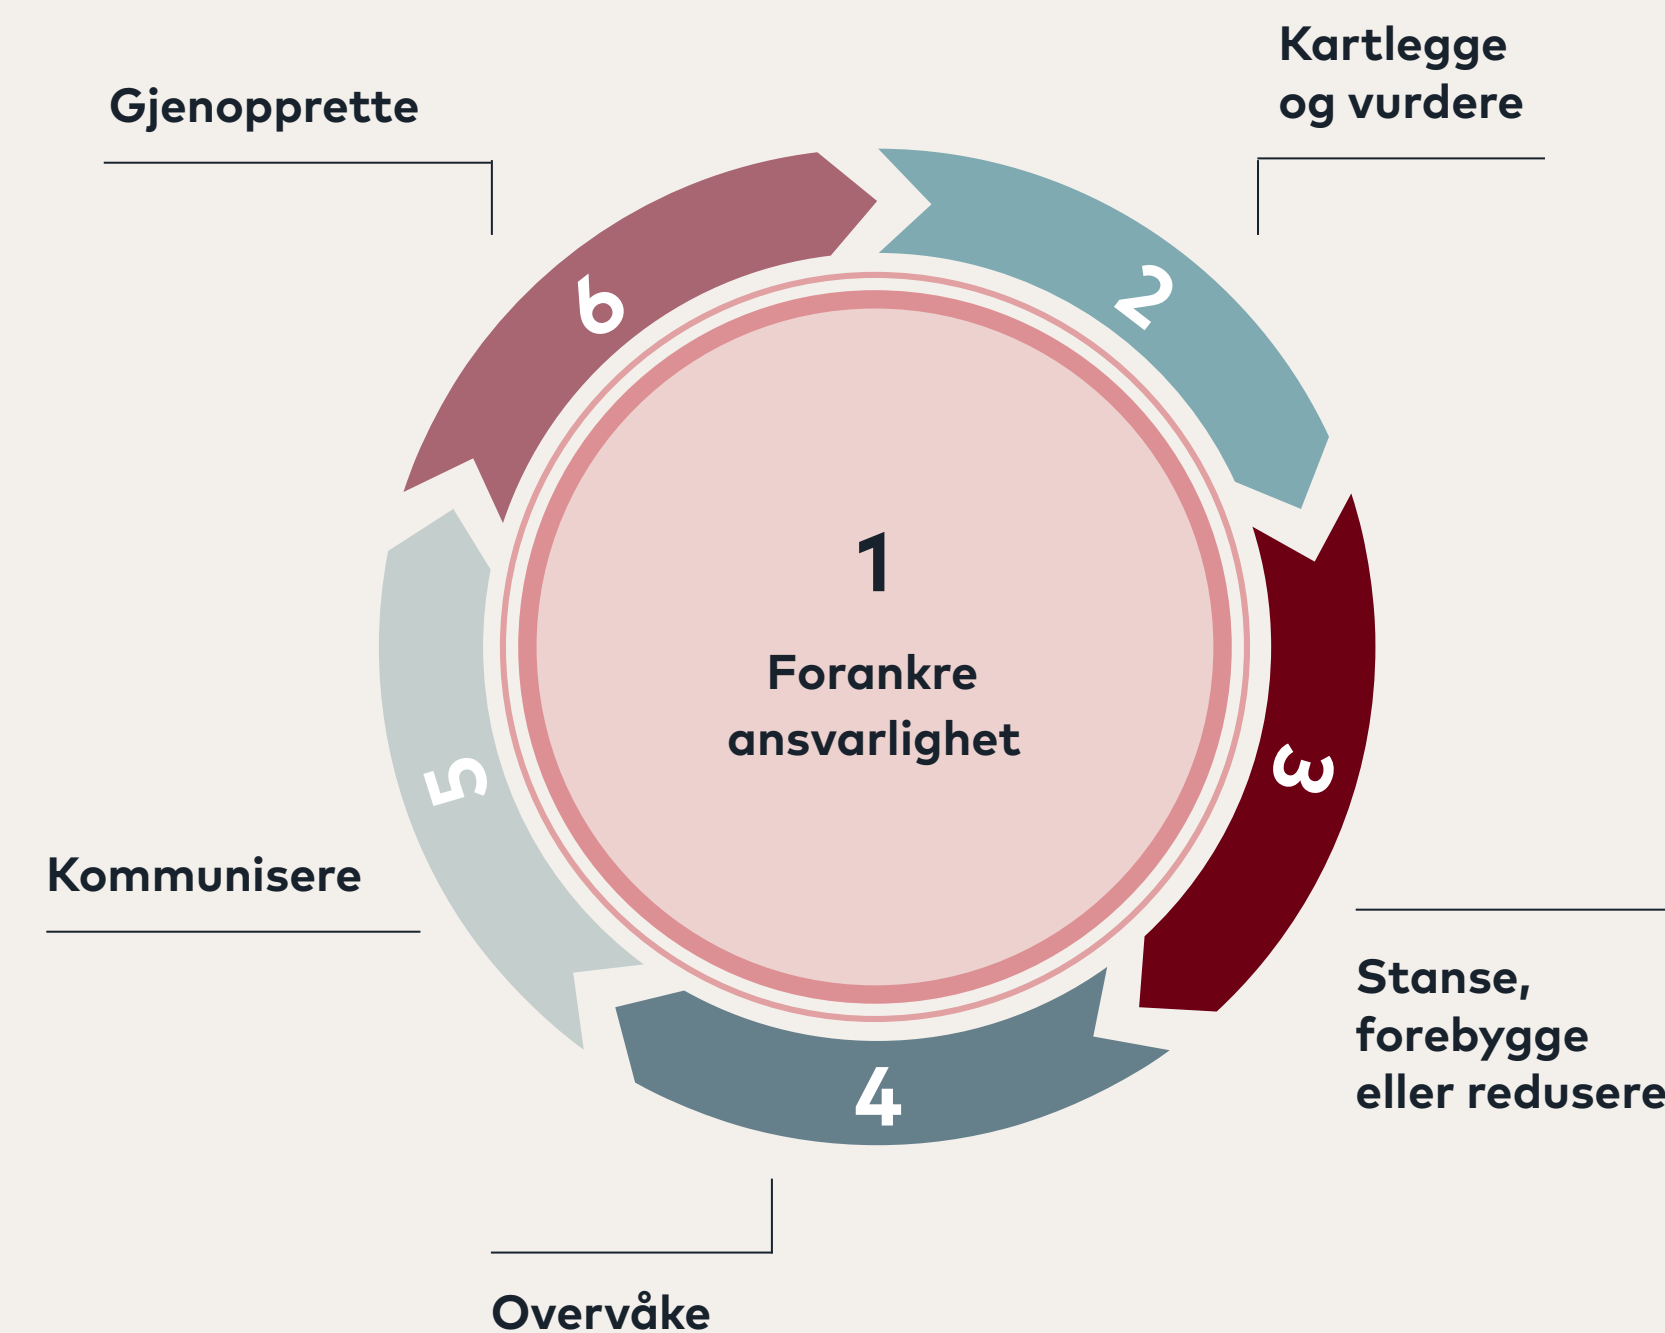 Kartlegge
og vurdere
Gjenopprette
6
2
1
Forankre
ansvarlighet
3
5
Kommunisere
Stanse,
forebygge
eller redusere
4
Overvåke